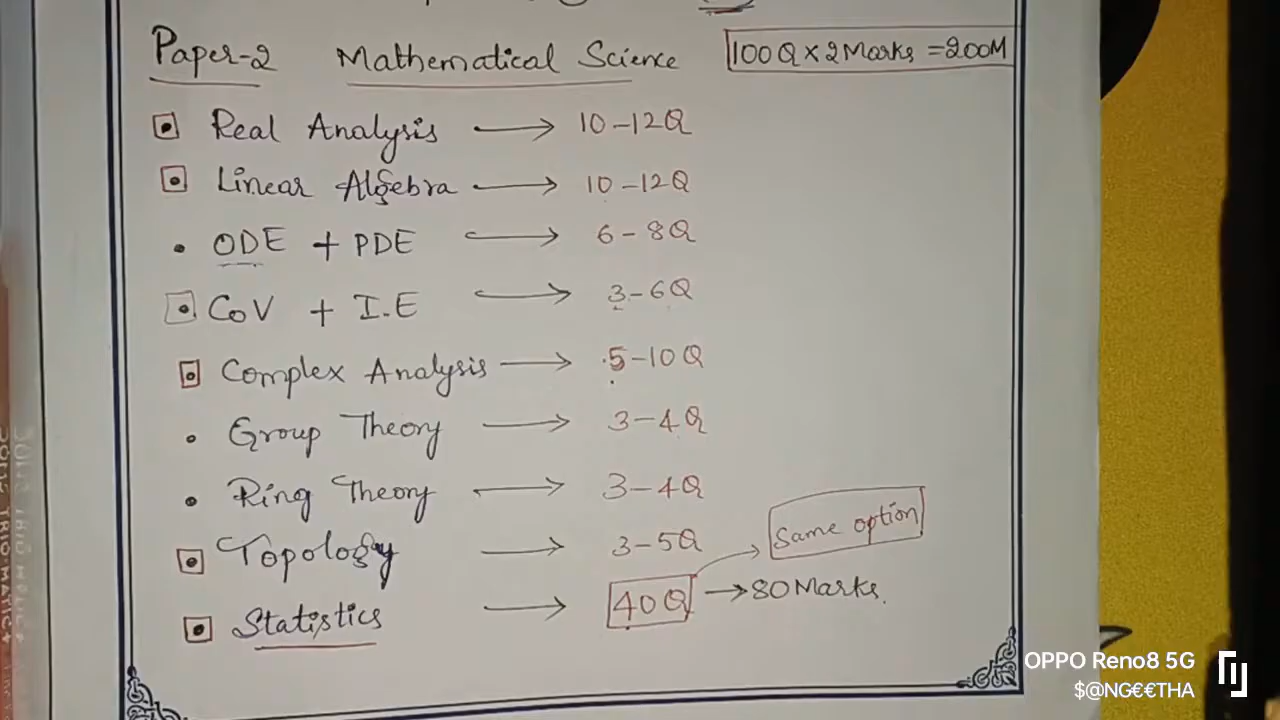 Paper-2 Mathematical Science 100Q×2Marks=200M
Real Analysis → 10-12Q
Linear Algebra → 10-12Q
• ODE + PDE → 6-8Q
CoV + I.E → 3-6Q
Complex Analysis → 5-10Q
• Group Theory → 3-4Q
• Ring Theory → 3-4Q
Topology → 3-5Q
Same option
Statistics → 40Q → 80Marks.
OPPO Reno8 5G
$@NG€€THA